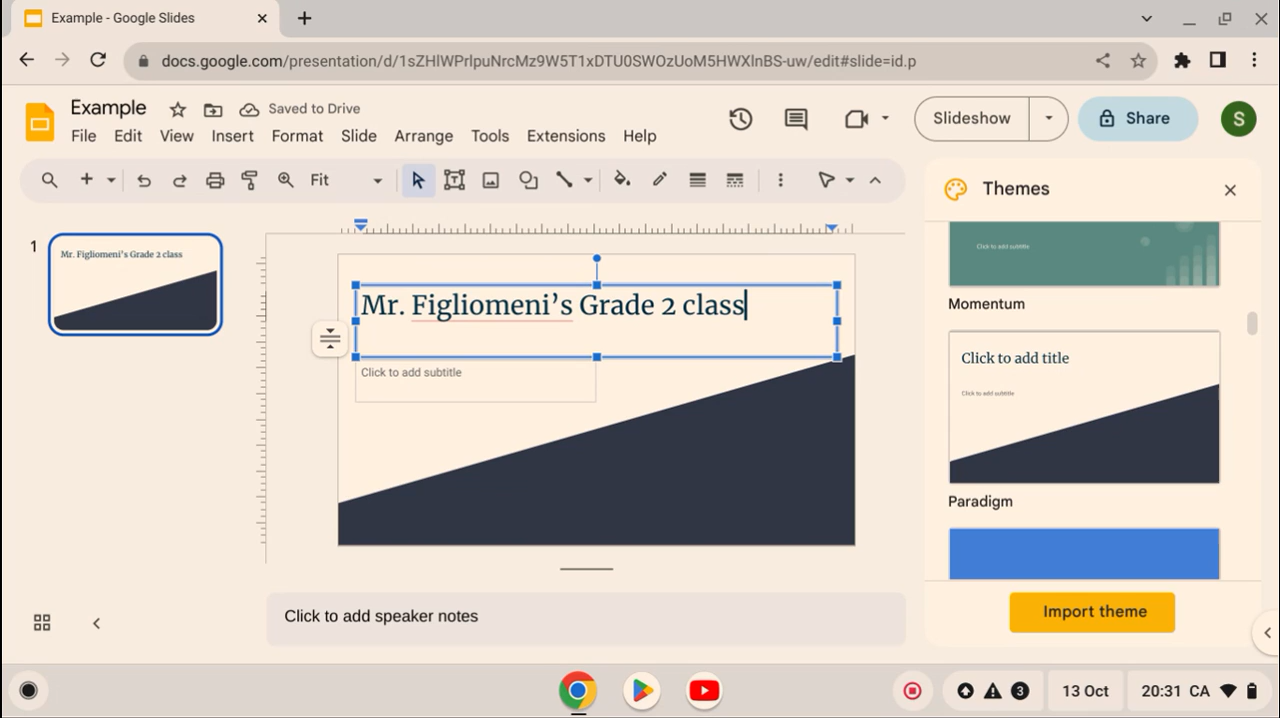 Example - Google Slides
docs.google.com/presentation/d/1sZHlWPrlpuNrcMz9W5T1xDTU0SWOzUoM5HWXlnBS-uw/edit#slide=id.p
Example
Saved to Drive
File Edit View Insert Format Slide Arrange Tools Extensions Help
Slideshow
Share
S
Fit
Themes
1
Mr. Figliomeni's Grade 2 class
Mr. Figliomeni's Grade 2 class
Click to add subtitle
Click to add subtitle
Momentum
Click to add title
Click to add subtitle
Paradigm
Import theme
Click to add speaker notes
3
13 Oct
20:31 CA